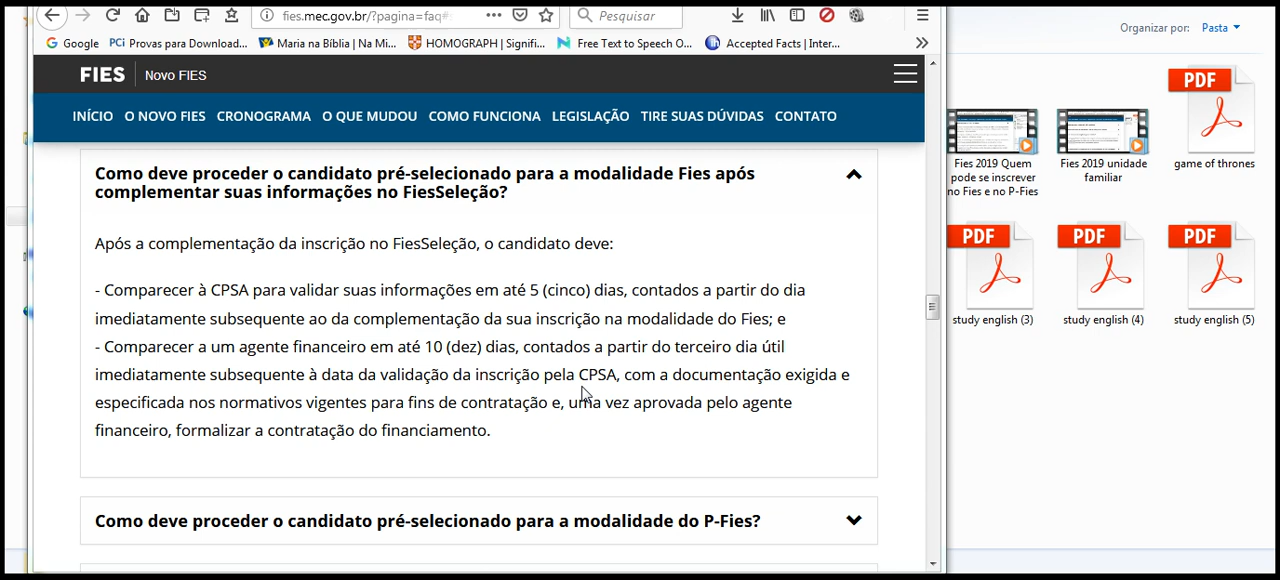 fies.mec.gov.br/?pagina=faq#
Pesquisar
Google
PCi Provas para Download...
Maria na Bíblia | Na Mi...
HOMOGRAPH | Signifi...
Free Text to Speech O...
Accepted Facts | Inter...
FIES
Novo FIES
INÍCIO O NOVO FIES CRONOGRAMA O QUE MUDOU COMO FUNCIONA LEGISLAÇÃO TIRE SUAS DÚVIDAS CONTATO
Como deve proceder o candidato pré-selecionado para a modalidade Fies após
complementar suas informações no FiesSeleção?
Após a complementação da inscrição no FiesSeleção, o candidato deve:
- Comparecer à CPSA para validar suas informações em até 5 (cinco) dias, contados a partir do dia
imediatamente subsequente ao da complementação da sua inscrição na modalidade do Fies; e
- Comparecer a um agente financeiro em até 10 (dez) dias, contados a partir do terceiro dia útil
imediatamente subsequente à data da validação da inscrição pela CPSA, com a documentação exigida e
especificada nos normativos vigentes para fins de contratação e, uma vez aprovada pelo agente
financeiro, formalizar a contratação do financiamento.
Como deve proceder o candidato pré-selecionado para a modalidade do P-Fies?
Organizar por: Pasta
PDF
Fies 2019 Quem
pode se inscrever
no Fies e no P-Fies
Fies 2019 unidade
familiar
game of thrones
PDF
PDF
PDF
study english (3)
study english (4)
study english (5)